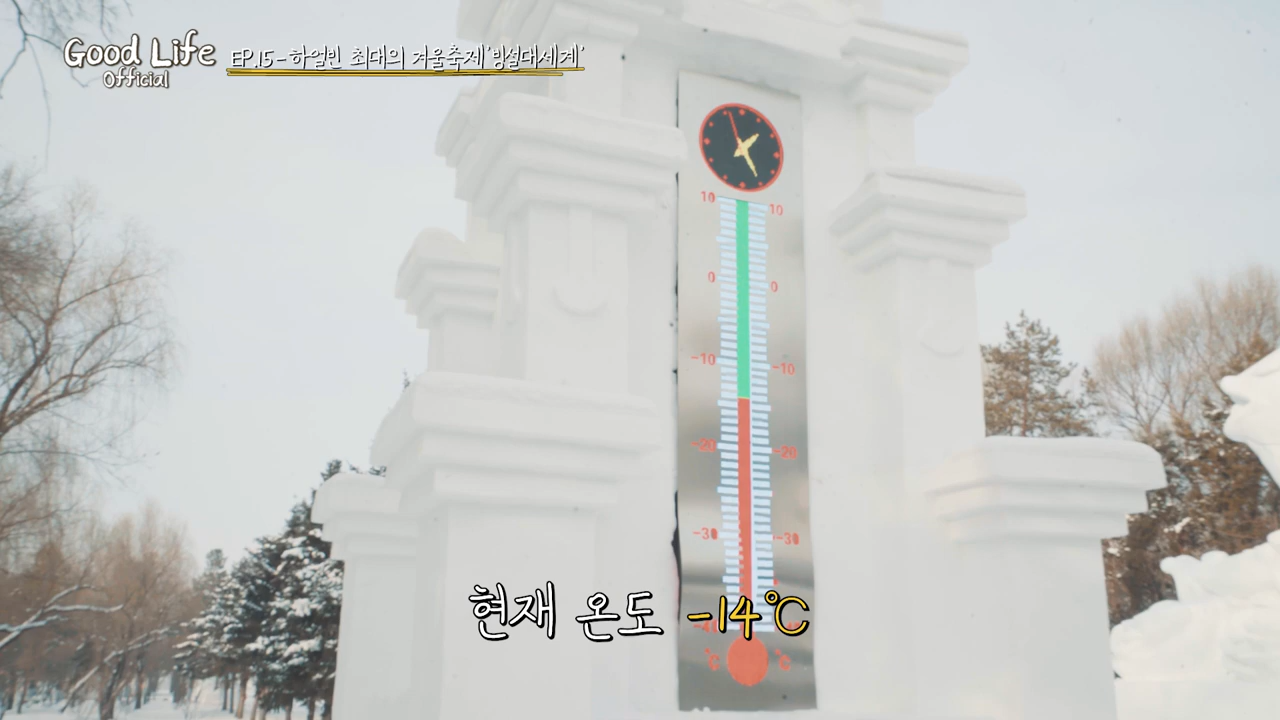 Good Life
Official
EP.15-하얼빈 최대의 겨울축제'빙설대세계'
10 10
0 0
-10 -10
-20 -20
-30 -30
현재 온도 -14℃
℃ ℃